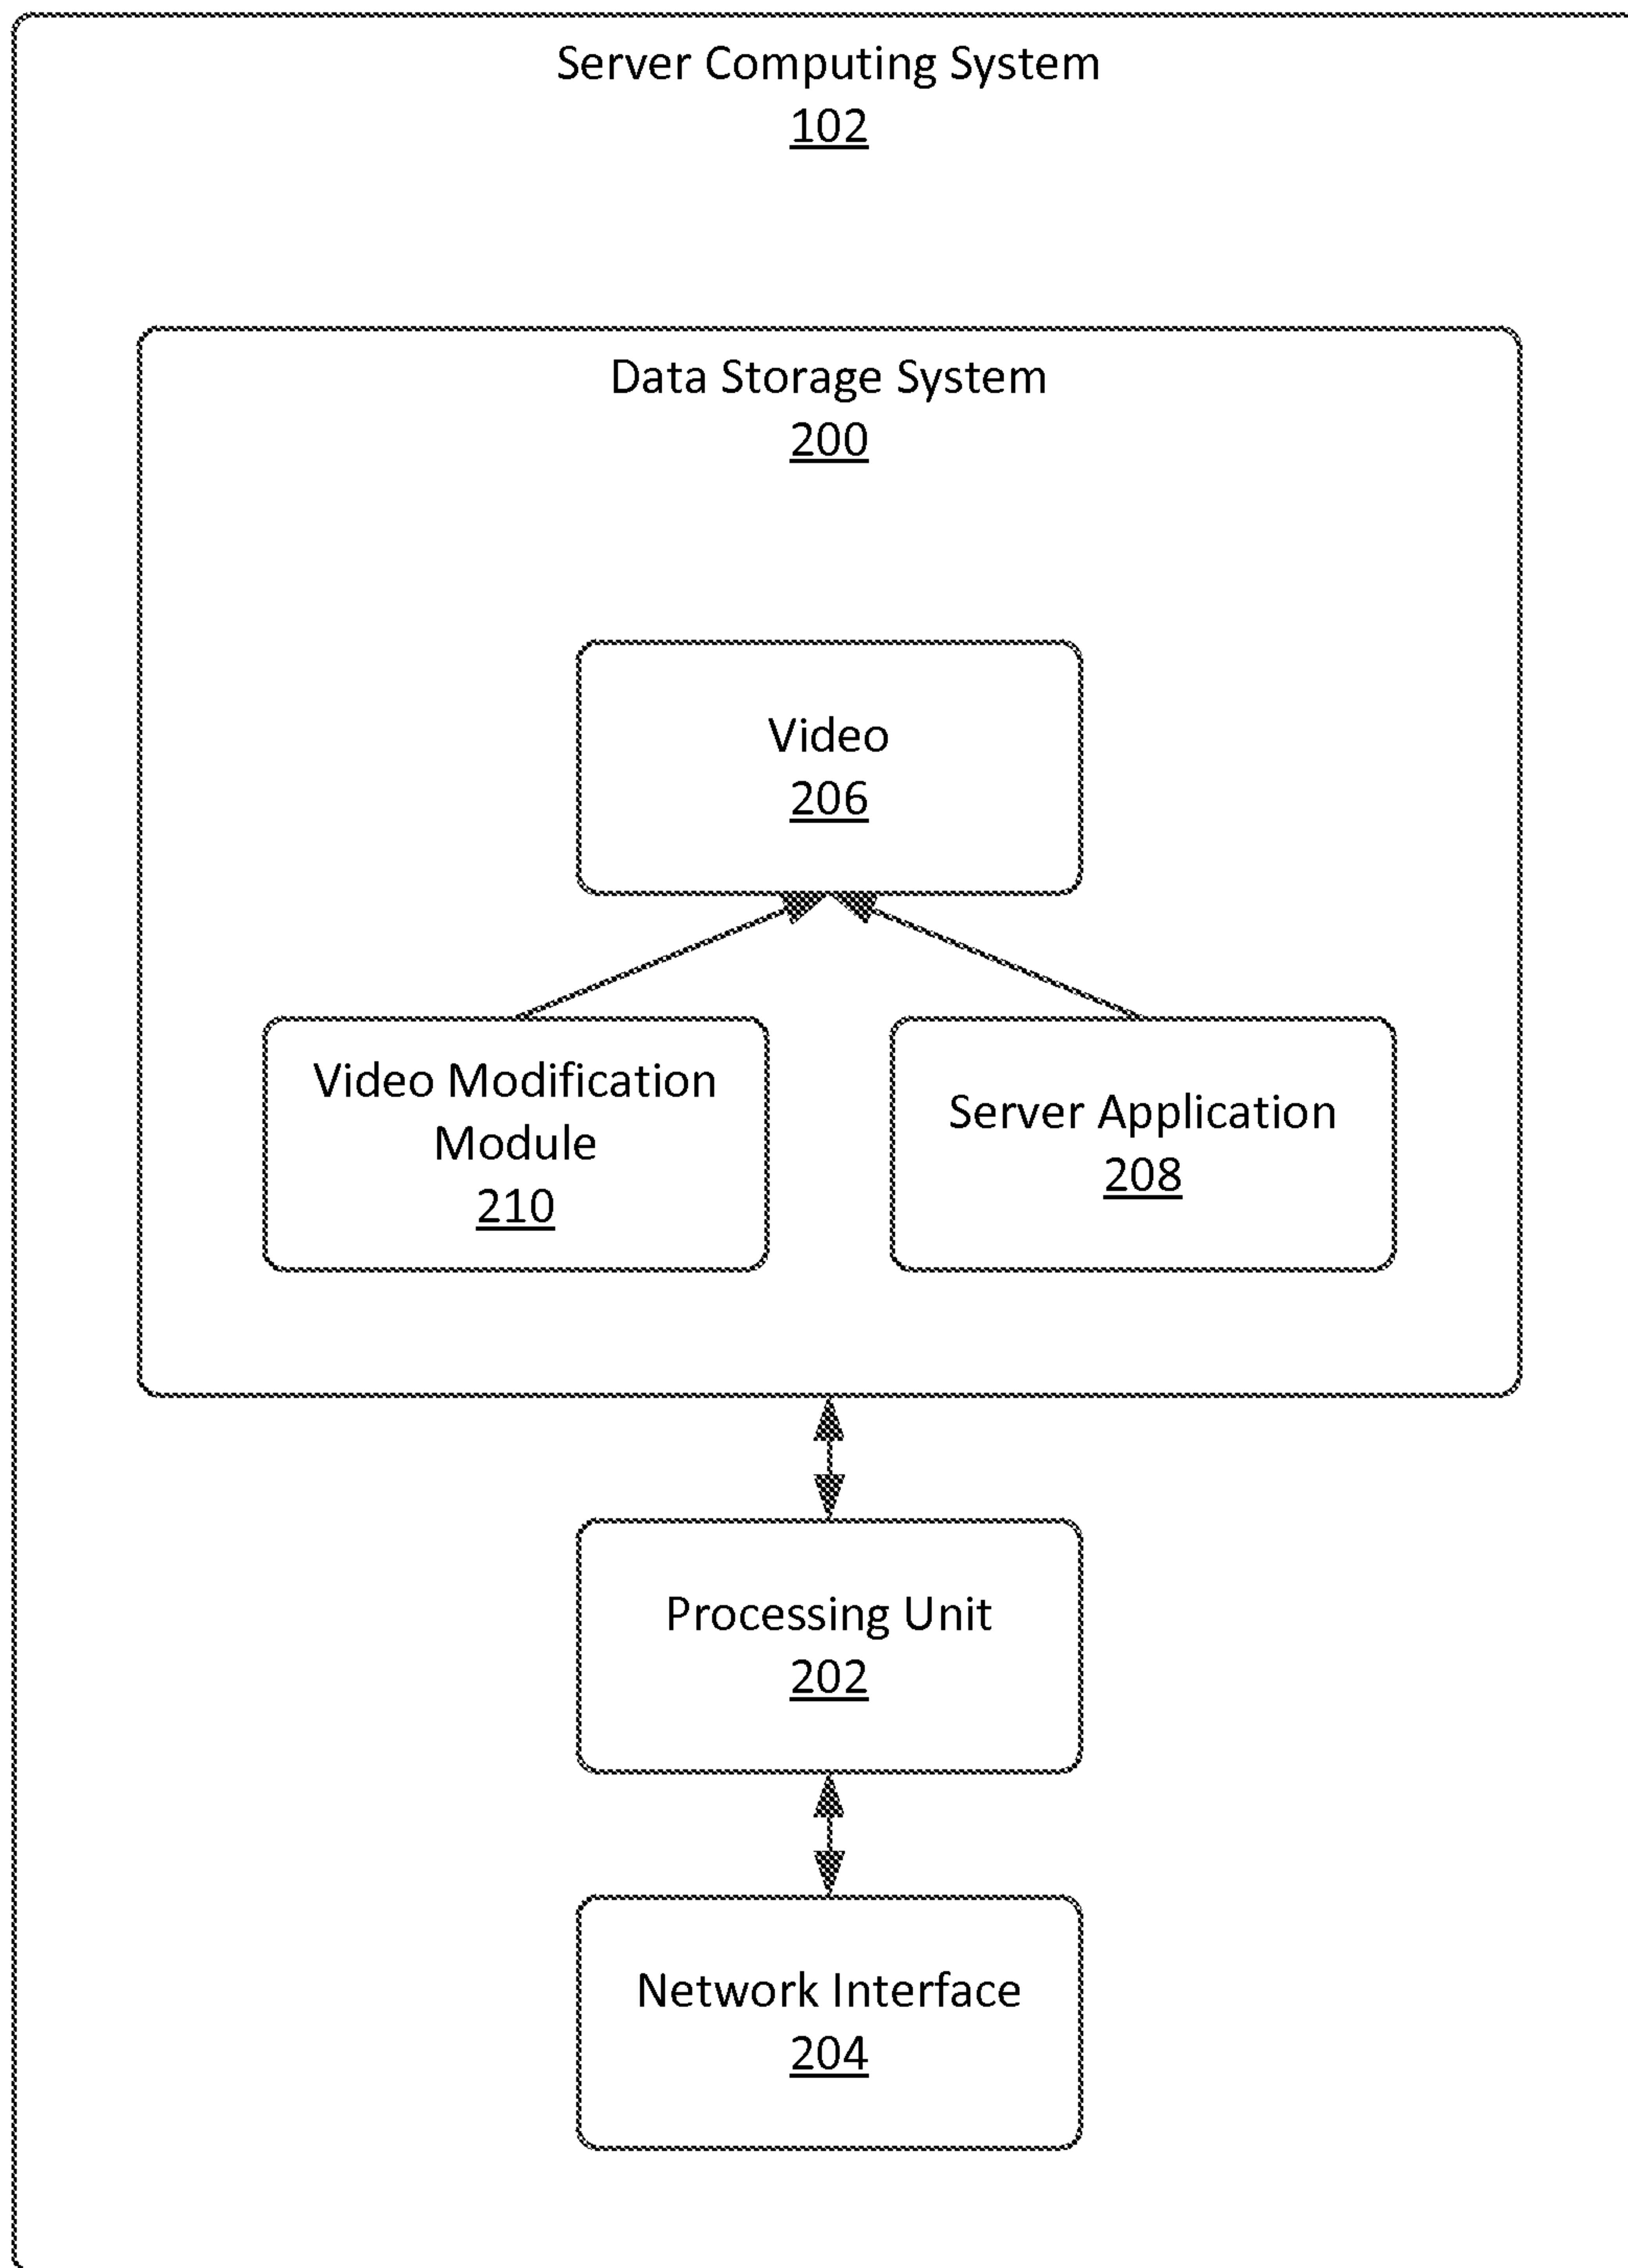 Server Computing System
102
Data Storage System
200
Video
206
Video Modification
Module
210
Server Application
208
Processing Unit
202
Network Interface
204